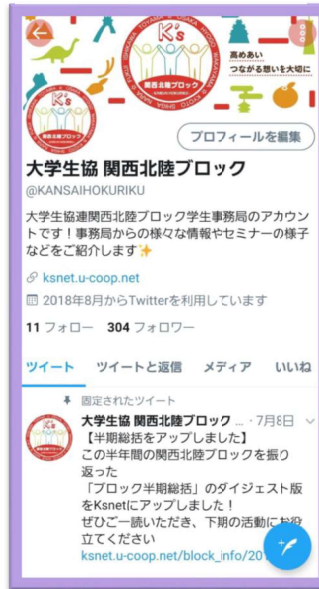 K's
関西北陸ブロック
高めあい
つながる想いを大切に
K's
関西北陸ブロック
プロフィールを編集
大学生協 関西北陸ブロック
@KANSAIHOKURIKU
大学生協連関西北陸ブロック学生事務局のアカウン
トです！事務局からの様々な情報やセミナーの様子
などをご紹介します✨
ksnet.u-coop.net
2018年8月からTwitterを利用しています
11 フォロー 304 フォロワー
ツイート ツイートと返信 メディア いいね
固定されたツイート
大学生協 関西北陸ブロック ... · 7月8日
【半期総括をアップしました】
この半年間の関西北陸ブロックを振り
返った
「ブロック半期総括」のダイジェスト版
をKsnetにアップしました！
ぜひご一読いただき、下期の活動にお役
立てください
ksnet.u-coop.net/block_info/20